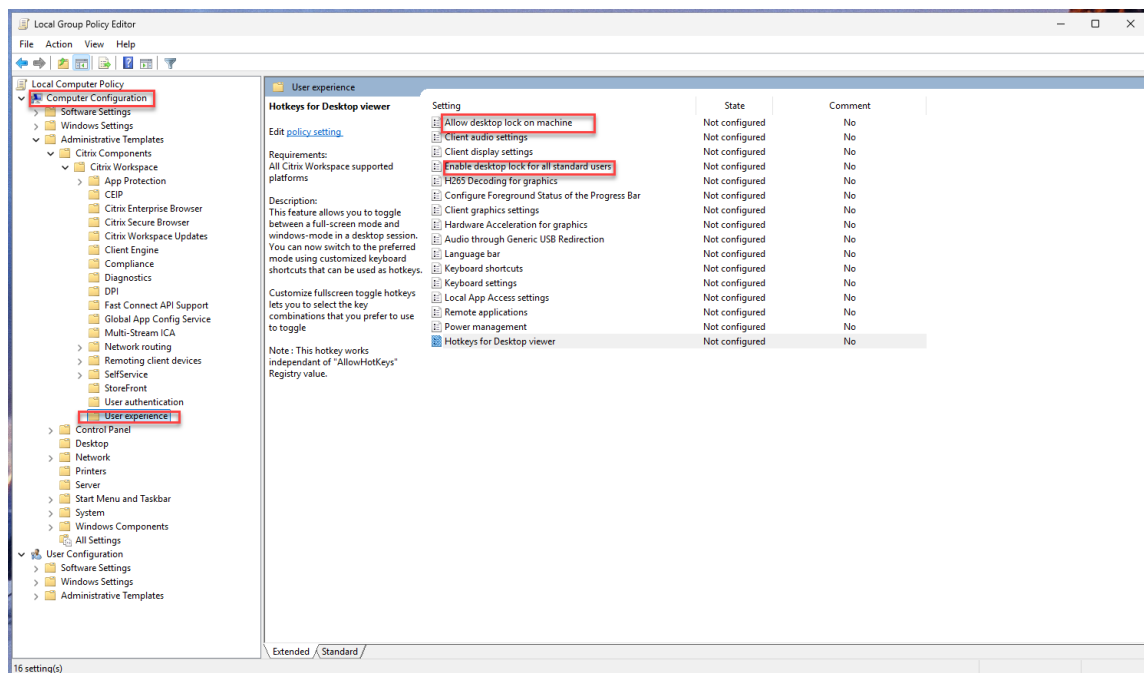 Local Group Policy Editor
File Action View Help
Local Computer Policy
Computer Configuration
Software Settings
Windows Settings
Administrative Templates
Citrix Components
Citrix Workspace
App Protection
CEIP
Citrix Enterprise Browser
Citrix Secure Browser
Citrix Workspace Updates
Client Engine
Compliance
Diagnostics
DPI
Fast Connect API Support
Global App Config Service
Multi-Stream ICA
Network routing
Remoting client devices
SelfService
StoreFront
User authentication
User experience
Control Panel
Desktop
Network
Printers
Server
Start Menu and Taskbar
System
Windows Components
All Settings
User Configuration
Software Settings
Windows Settings
Administrative Templates
User experience
Hotkeys for Desktop viewer
Edit policy setting
Requirements:
All Citrix Workspace supported
platforms
Description:
This feature allows you to toggle
between a full-screen mode and
windows-mode in a desktop session.
You can now switch to the preferred
mode using customized keyboard
shortcuts that can be used as hotkeys.
Customize fullscreen toggle hotkeys
lets you to select the key
combinations that you prefer to use
to toggle
Note : This hotkey works
independant of "AllowHotKeys"
Registry value.
Setting State Comment
Allow desktop lock on machine Not configured No
Client audio settings Not configured No
Client display settings Not configured No
Enable desktop lock for all standard users Not configured No
H265 Decoding for graphics Not configured No
Configure Foreground Status of the Progress Bar Not configured No
Client graphics settings Not configured No
Hardware Acceleration for graphics Not configured No
Audio through Generic USB Redirection Not configured No
Language bar Not configured No
Keyboard shortcuts Not configured No
Keyboard settings Not configured No
Local App Access settings Not configured No
Remote applications Not configured No
Power management Not configured No
Hotkeys for Desktop viewer Not configured No
Extended Standard
16 setting(s)